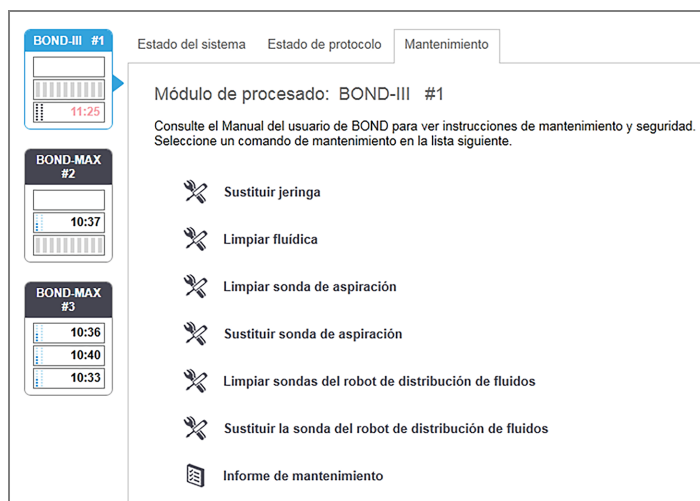 BOND-III #1
11:25
BOND-MAX
#2
10:37
BOND-MAX
#3
10:36
10:40
10:33
Estado del sistema Estado de protocolo Mantenimiento
Módulo de procesado: BOND-III #1
Consulte el Manual del usuario de BOND para ver instrucciones de mantenimiento y seguridad.
Seleccione un comando de mantenimiento en la lista siguiente.
Sustituir jeringa
Limpiar fluídica
Limpiar sonda de aspiración
Sustituir sonda de aspiración
Limpiar sondas del robot de distribución de fluidos
Sustituir la sonda del robot de distribución de fluidos
Informe de mantenimiento